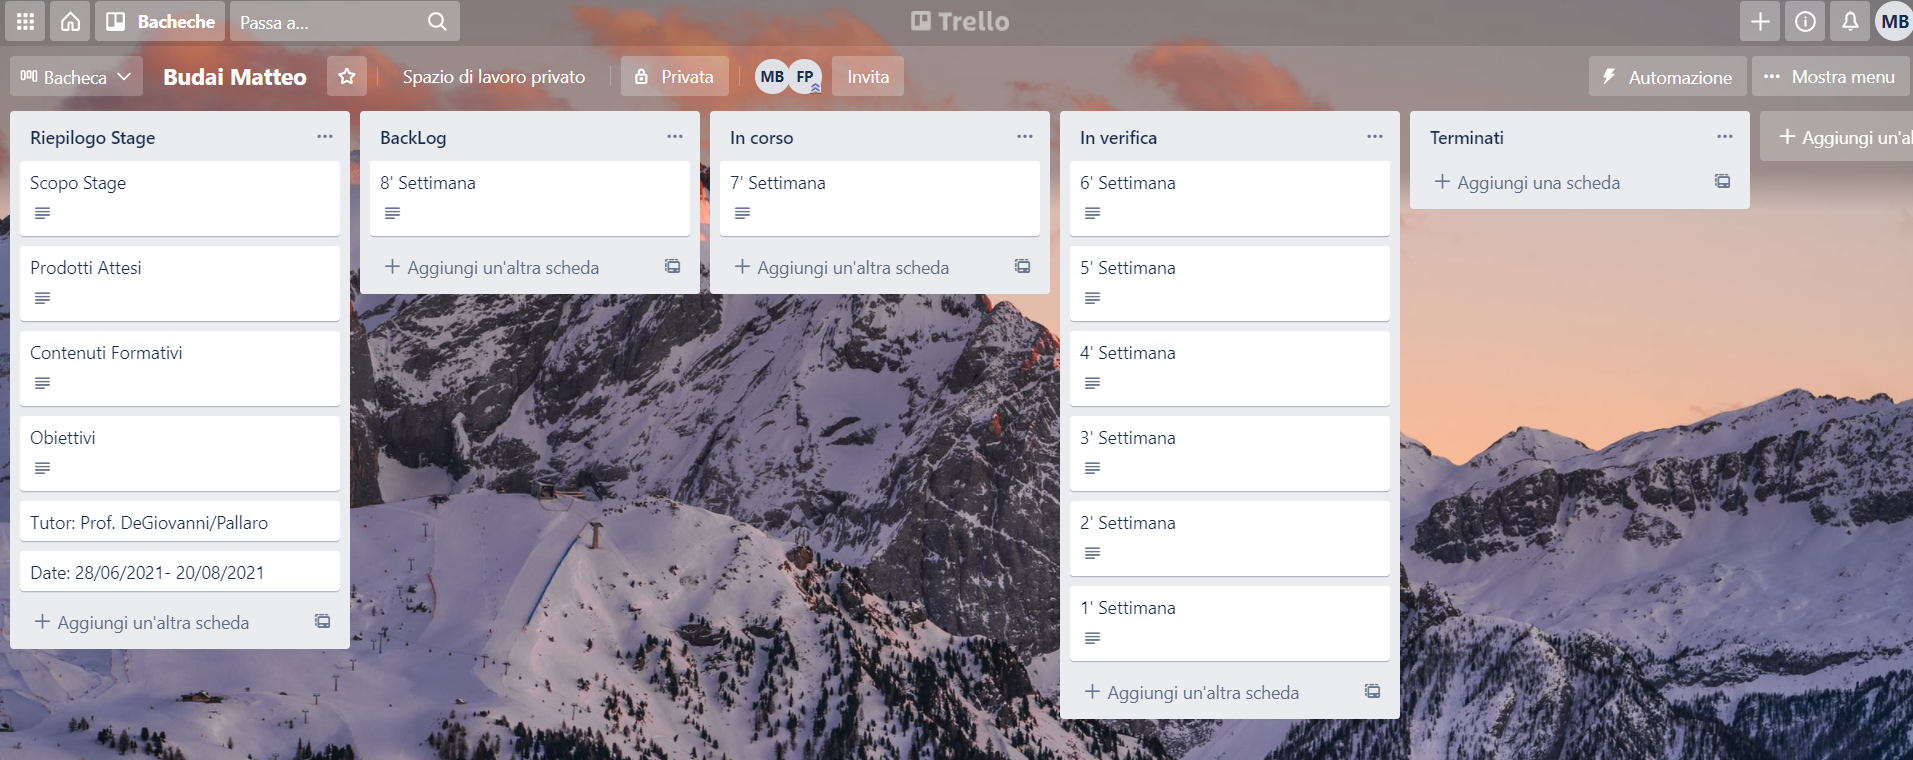 Bacheche
Passa a...
Trello
MB
Bacheca
Budai Matteo
Spazio di lavoro privato
Privata
MB
FP
Invita
Automazione
Mostra menu
Riepilogo Stage
Scopo Stage
Prodotti Attesi
Contenuti Formativi
Obiettivi
Tutor: Prof. DeGiovanni/Pallaro
Date: 28/06/2021- 20/08/2021
+ Aggiungi un'altra scheda
BackLog
8' Settimana
+ Aggiungi un'altra scheda
In corso
7' Settimana
+ Aggiungi un'altra scheda
In verifica
6' Settimana
5' Settimana
4' Settimana
3' Settimana
2' Settimana
1' Settimana
+ Aggiungi un'altra scheda
Terminati
+ Aggiungi una scheda
+ Aggiungi un'al